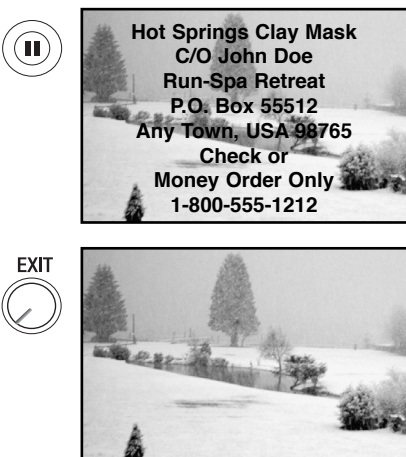 Hot Springs Clay Mask
C/O John Doe
Run-Spa Retreat
P.O. Box 55512
Any Town, USA 98765
Check or
Money Order Only
1-800-555-1212
EXIT